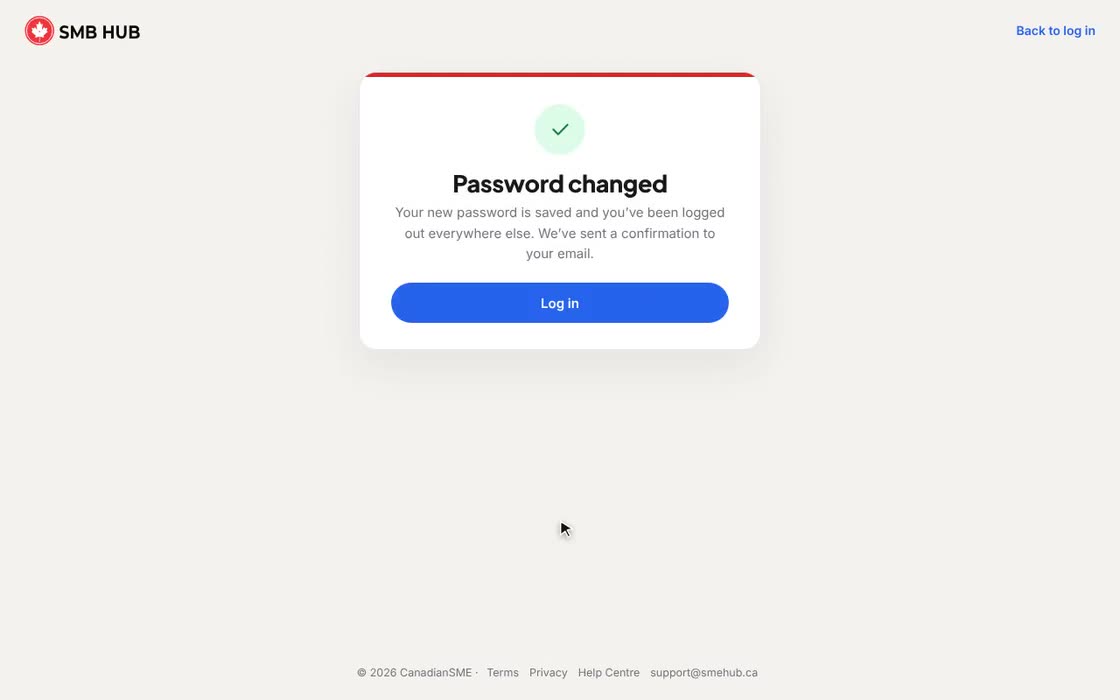 SMB HUB
Back to log in
Password changed
Your new password is saved and you've been logged
out everywhere else. We've sent a confirmation to
your email.
Log in
© 2026 CanadianSME · Terms Privacy Help Centre support@smehub.ca